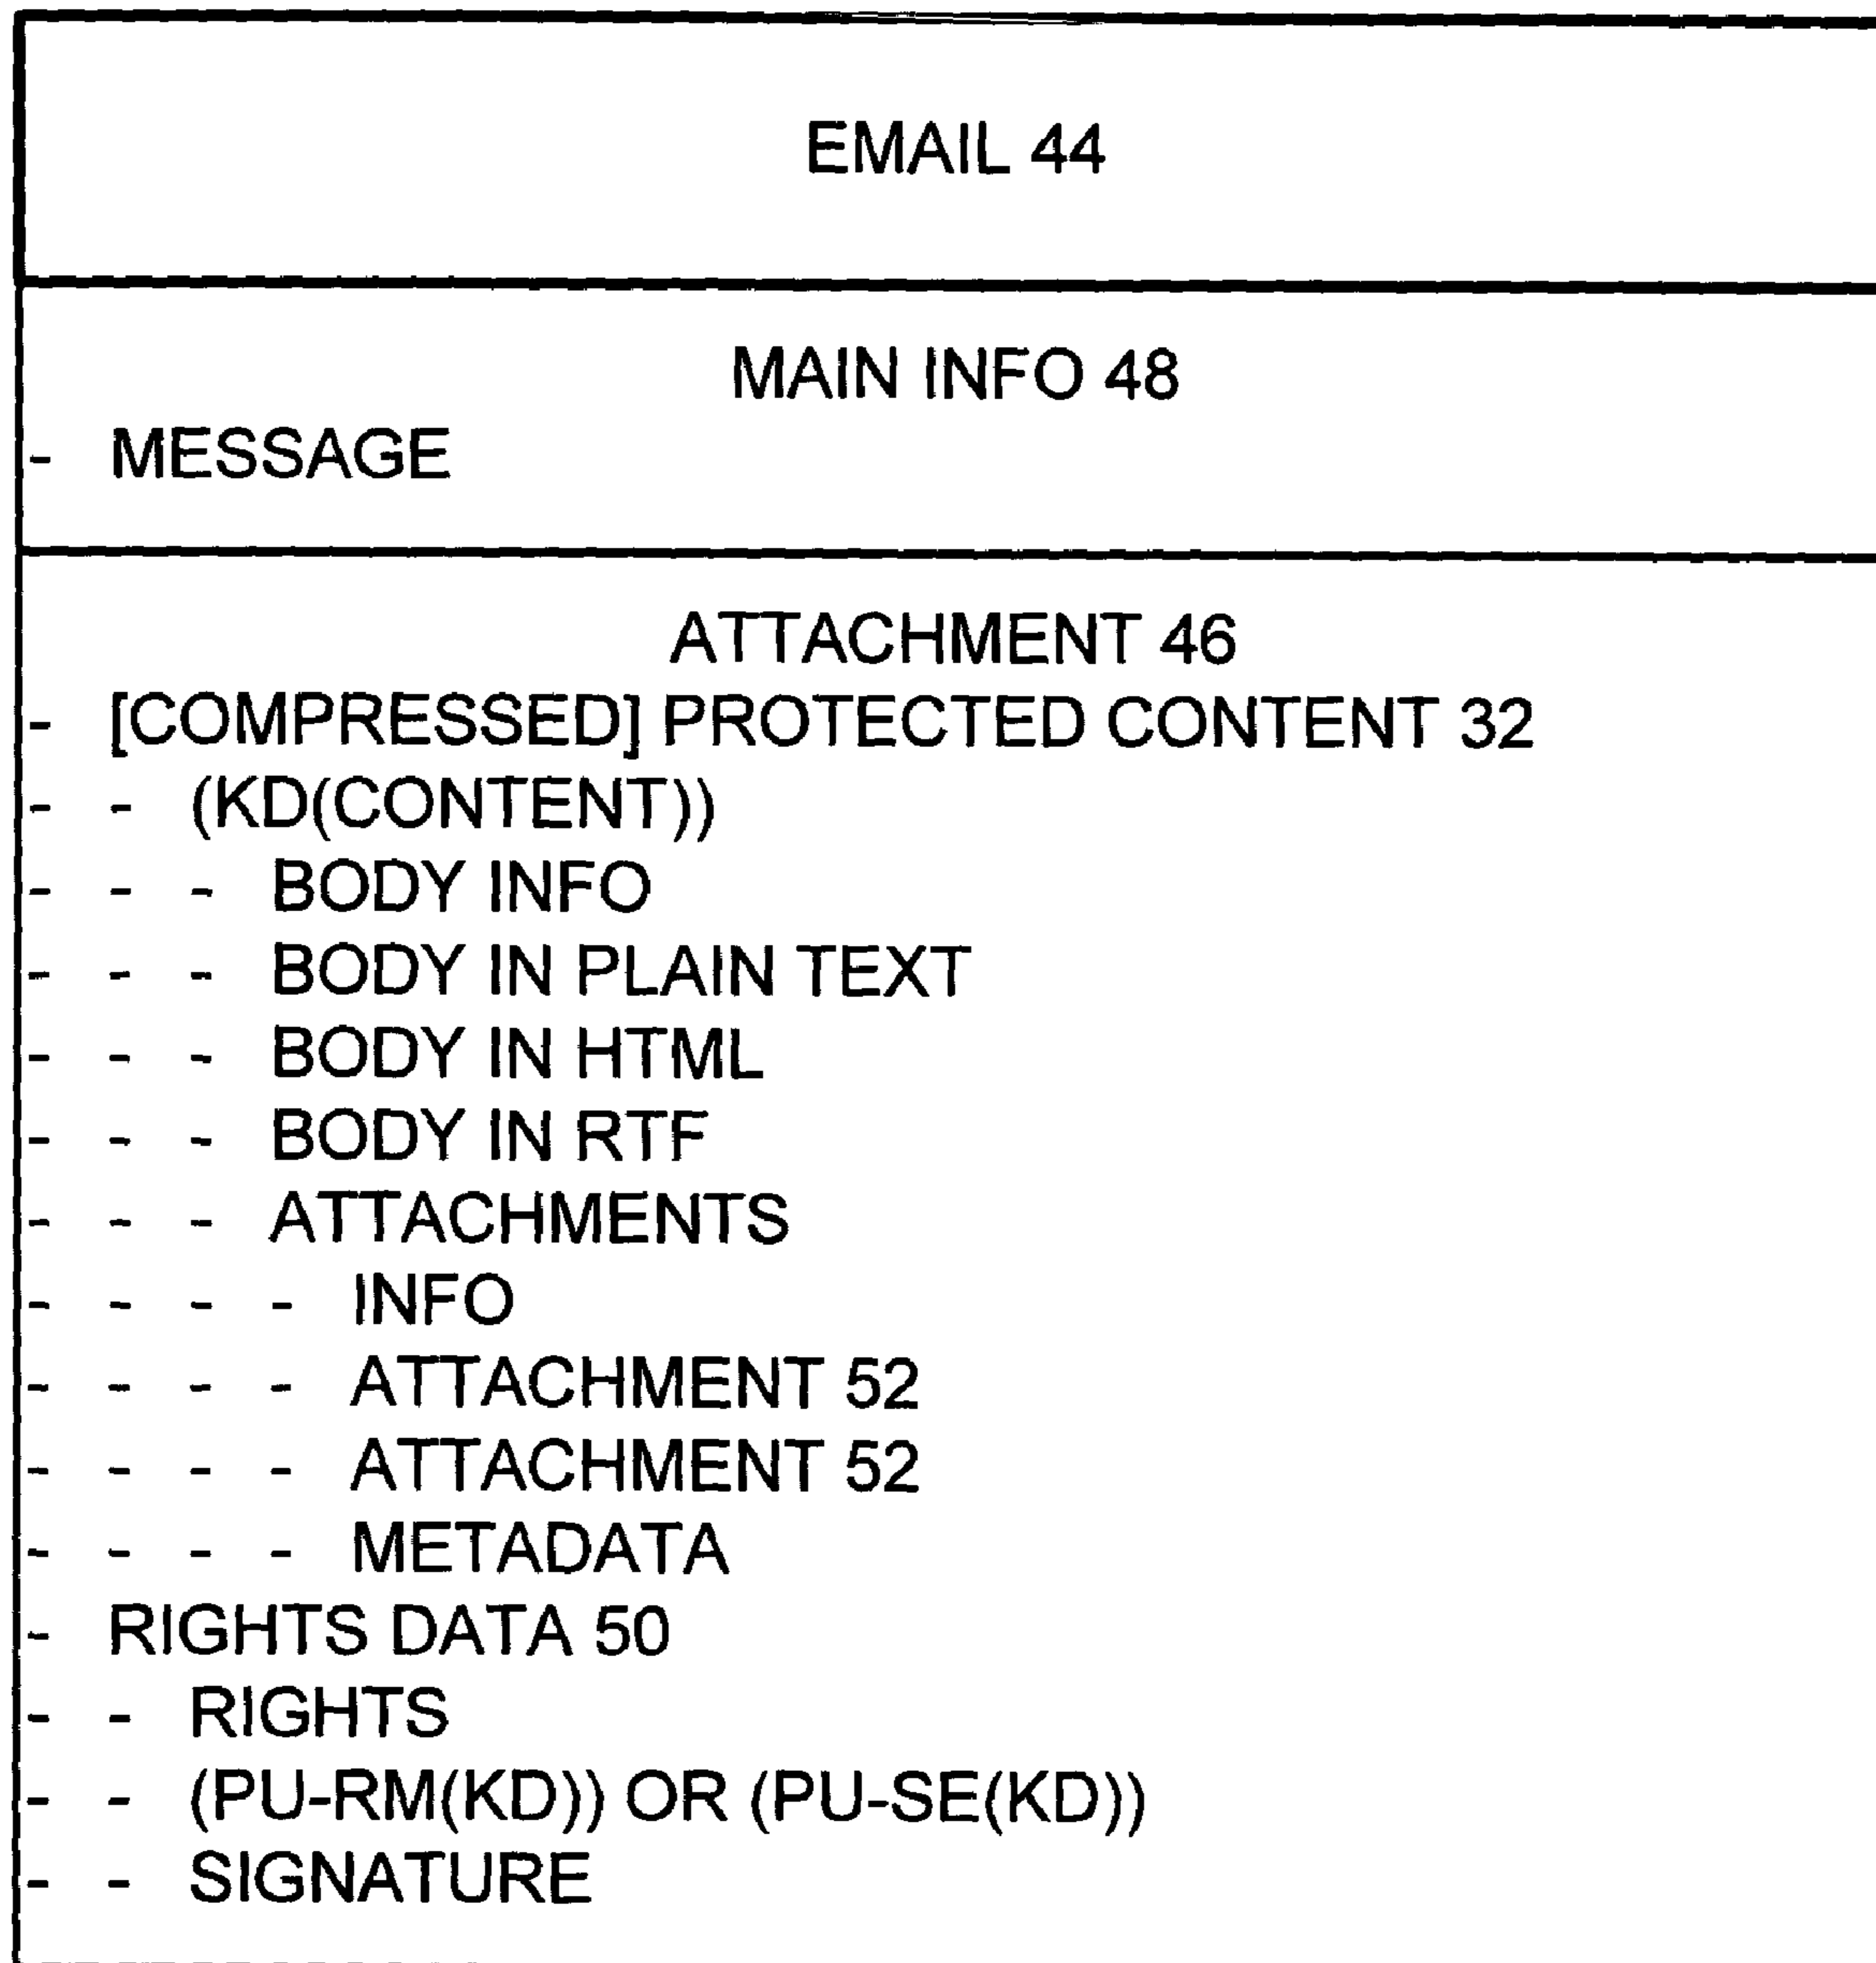 EMAIL 44
MAIN INFO 48
- MESSAGE
ATTACHMENT 46
- [COMPRESSED] PROTECTED CONTENT 32
- - (KD(CONTENT))
- - - BODY INFO
- - - BODY IN PLAIN TEXT
- - - BODY IN HTML
- - - BODY IN RTF
- - - ATTACHMENTS
- - - - INFO
- - - - ATTACHMENT 52
- - - - ATTACHMENT 52
- - - - METADATA
- RIGHTS DATA 50
- - RIGHTS
- - (PU-RM(KD)) OR (PU-SE(KD))
- - SIGNATURE